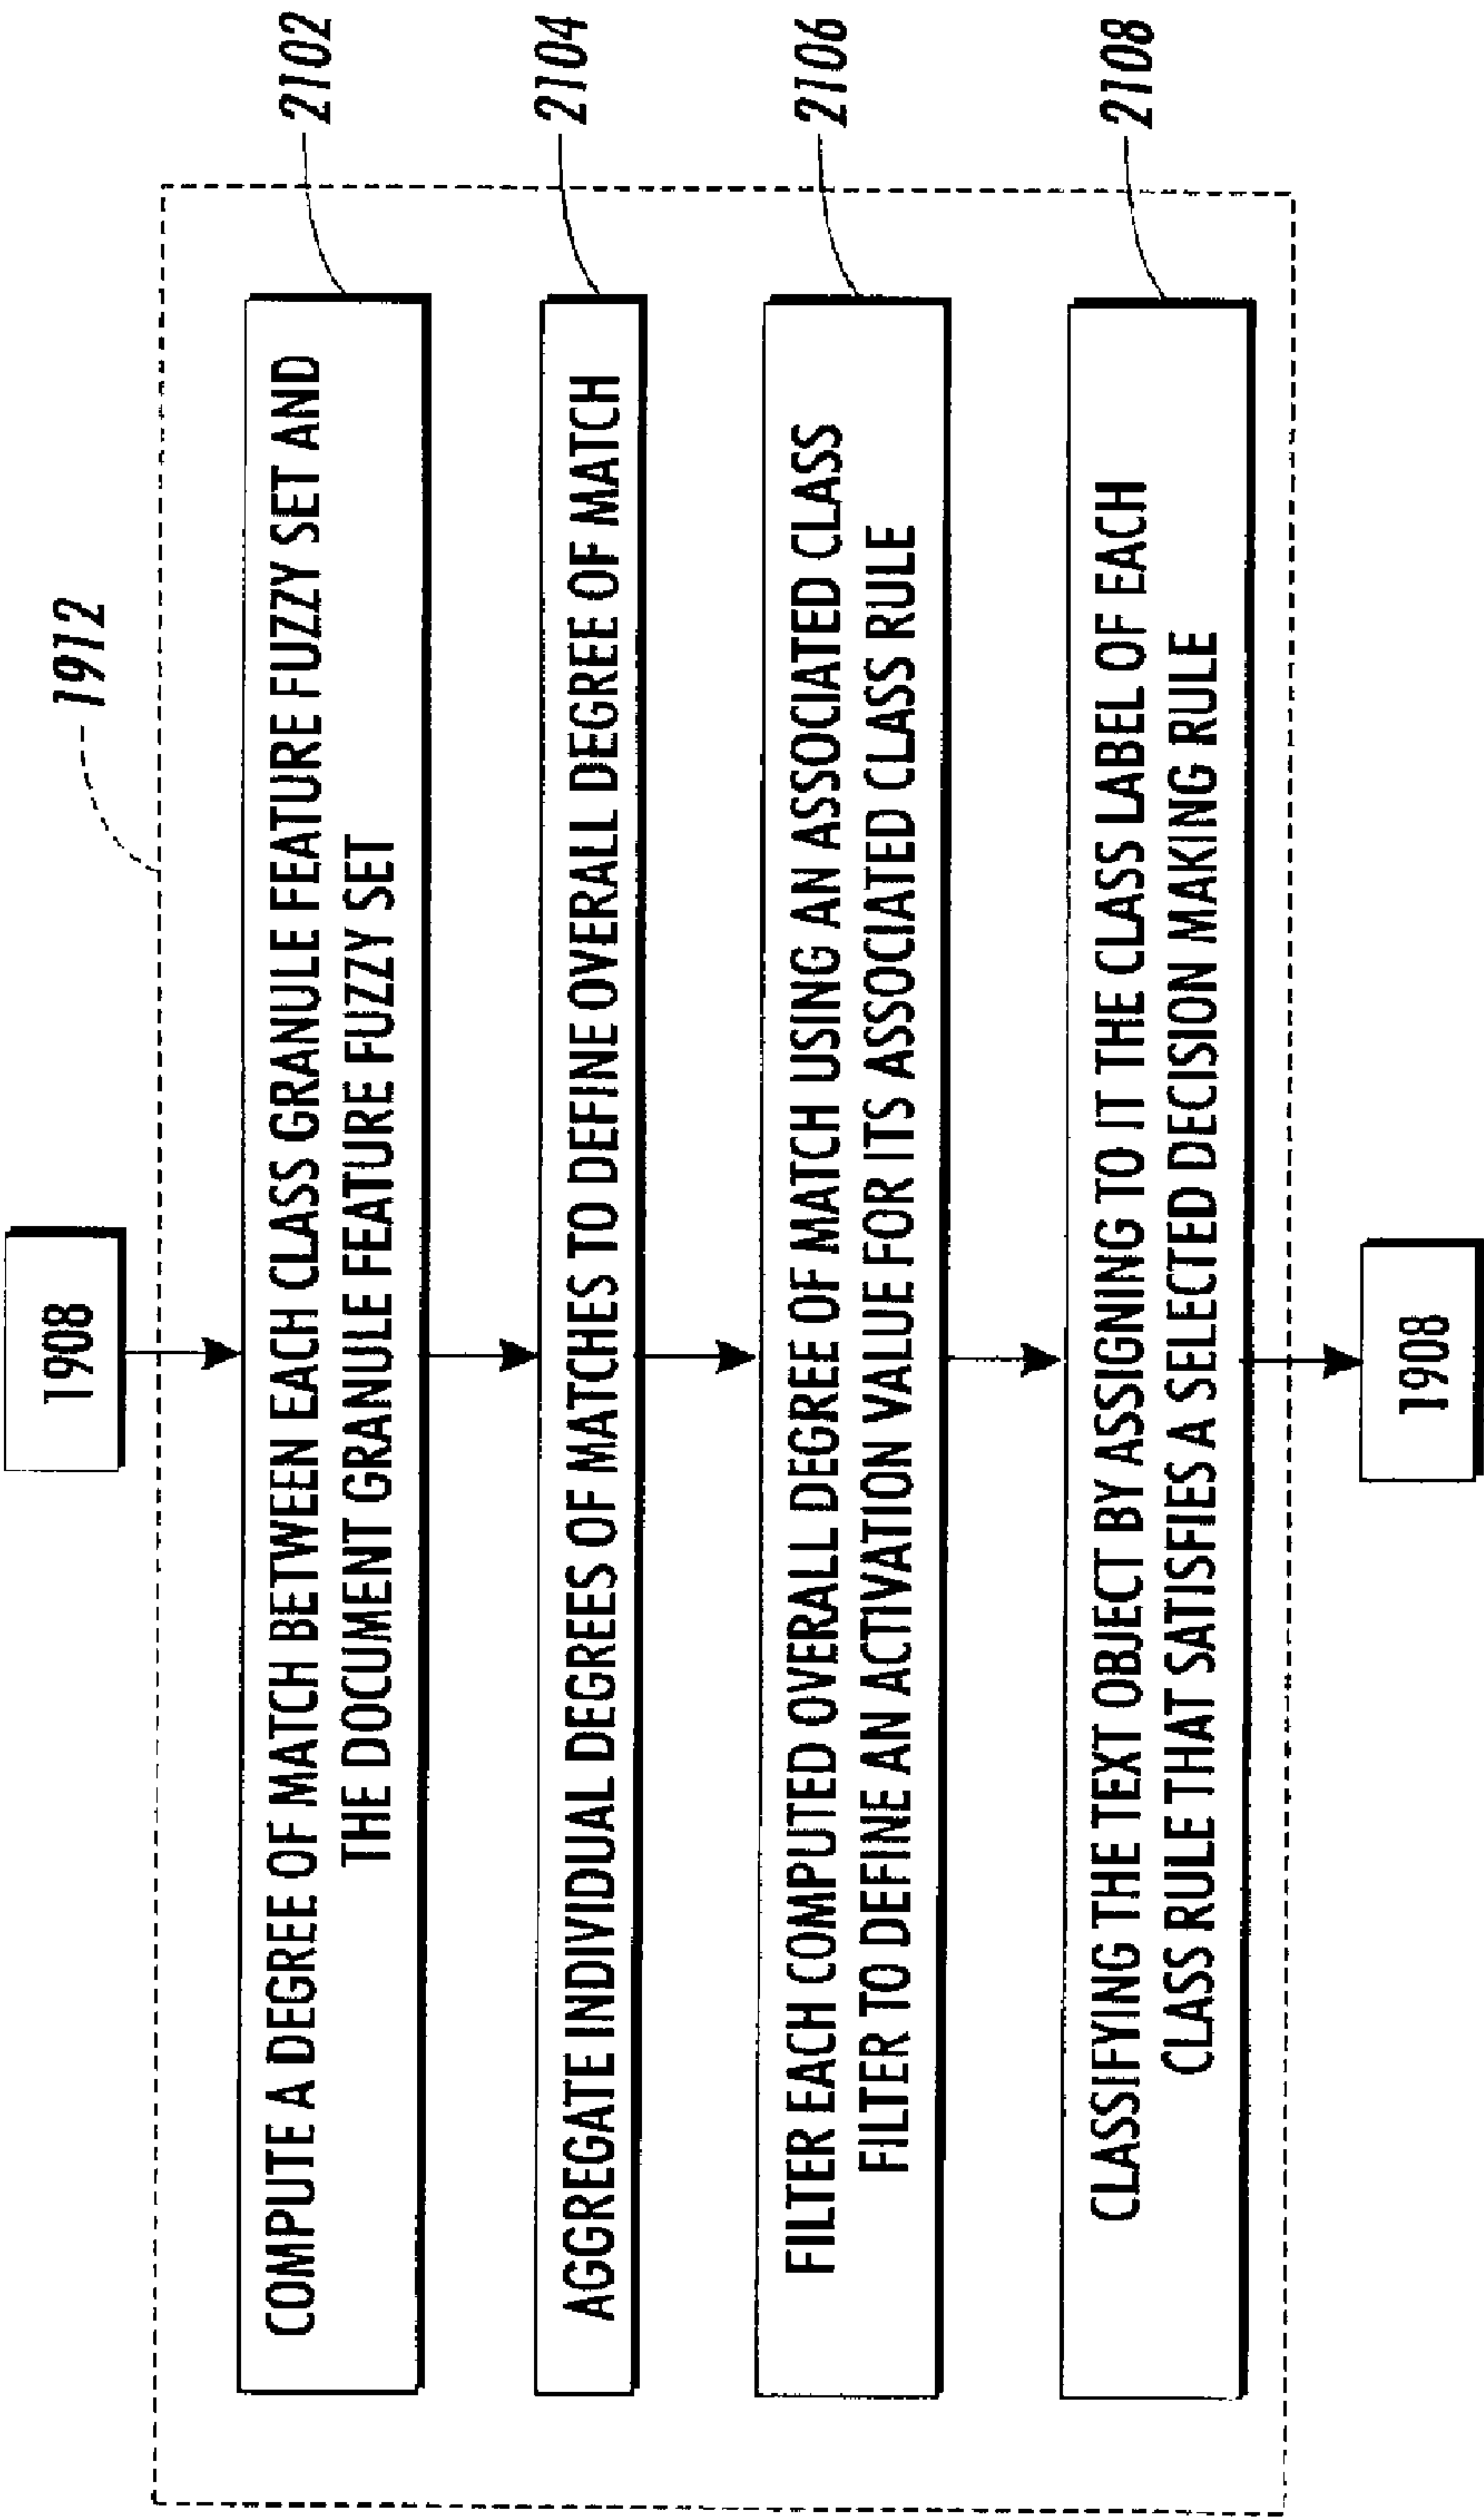 1908
1912
COMPUTE A DEGREE OF MATCH BETWEEN EACH CLASS GRANULE FEATURE FUZZY SET AND
THE DOCUMENT GRANULE FEATURE FUZZY SET
2102
AGGREGATE INDIVIDUAL DEGREES OF MATCHES TO DEFINE OVERALL DEGREE OF MATCH
2104
FILTER EACH COMPUTED OVERALL DEGREE OF MATCH USING AN ASSOCIATED CLASS
FILTER TO DEFINE AN ACTIVATION VALUE FOR ITS ASSOCIATED CLASS RULE
2106
CLASSIFYING THE TEXT OBJECT BY ASSIGNING TO IT THE CLASS LABEL OF EACH
CLASS RULE THAT SATISFIES A SELECTED DECISION MAKING RULE
2108
1908